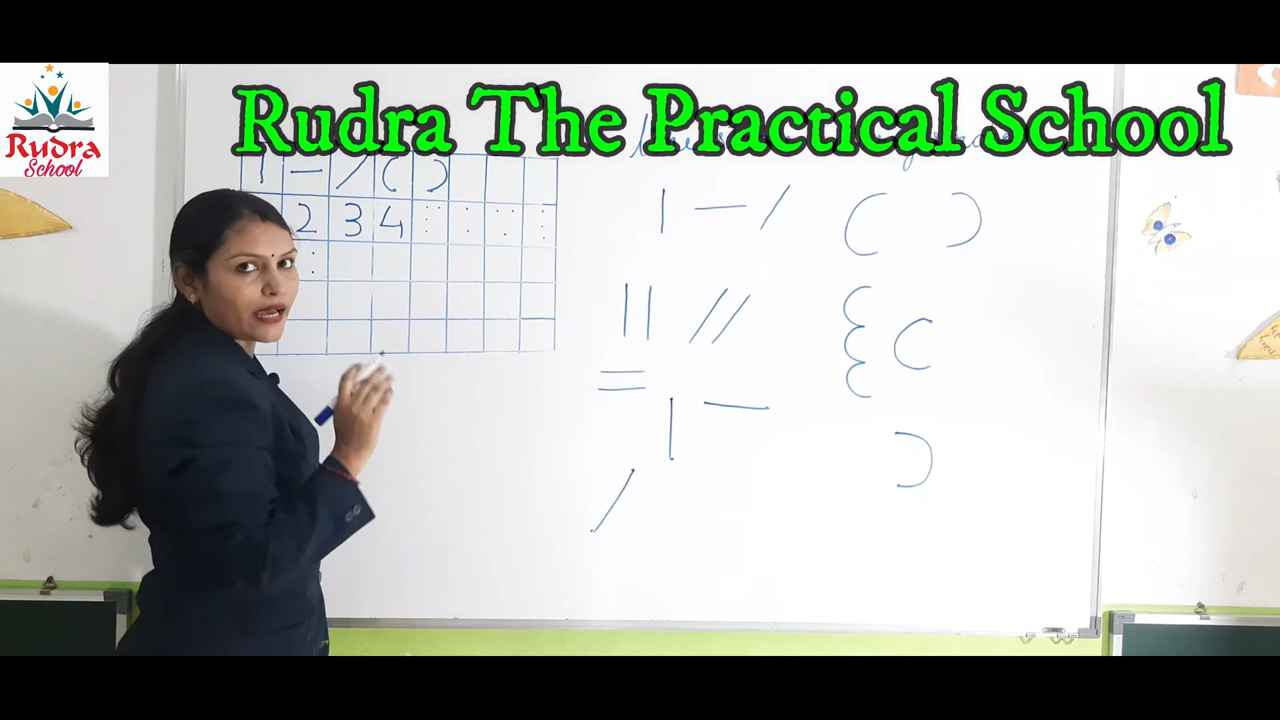 Rudra The Practical School
Rudra
School
| — / ( )
2 3 4
| — / ( )
|| //
=